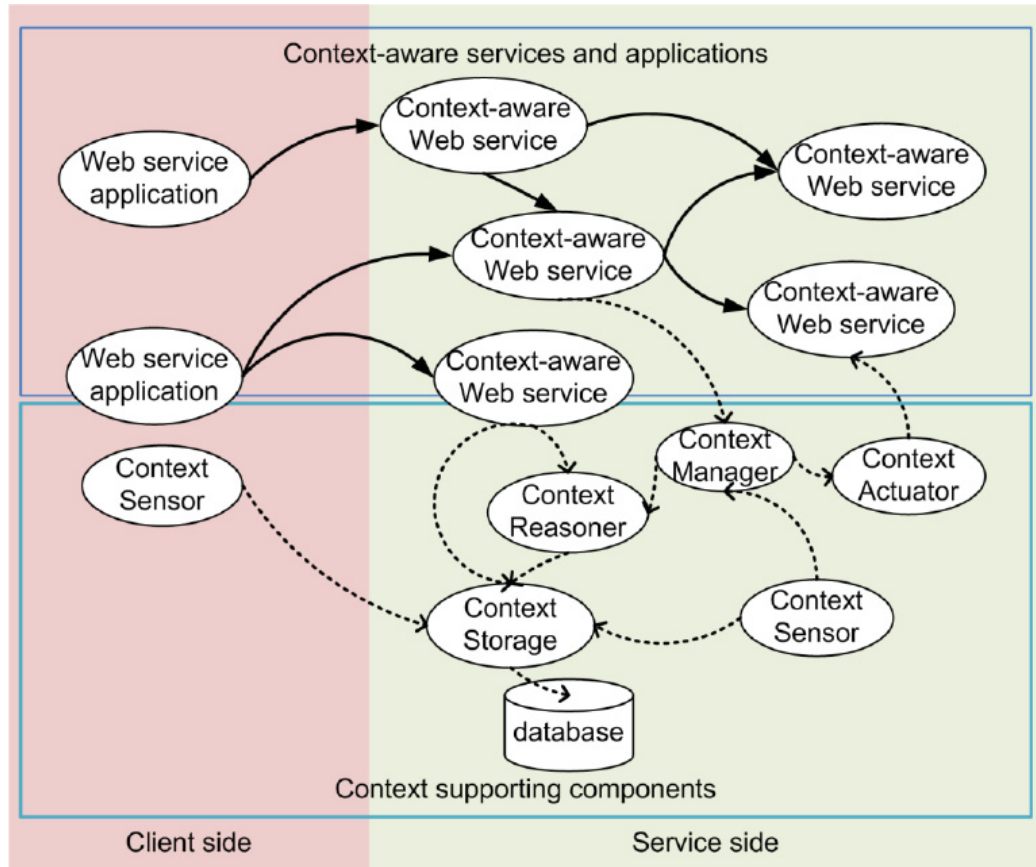 Context-aware services and applications
Context-aware
Web service
Web service
application
Context-aware
Web service
Context-aware
Web service
Context-aware
Web service
Web service
application
Context-aware
Web service
Context
Sensor
Context
Manager
Context
Actuator
Context
Reasoner
Context
Storage
Context
Sensor
database
Context supporting components
Client side
Service side